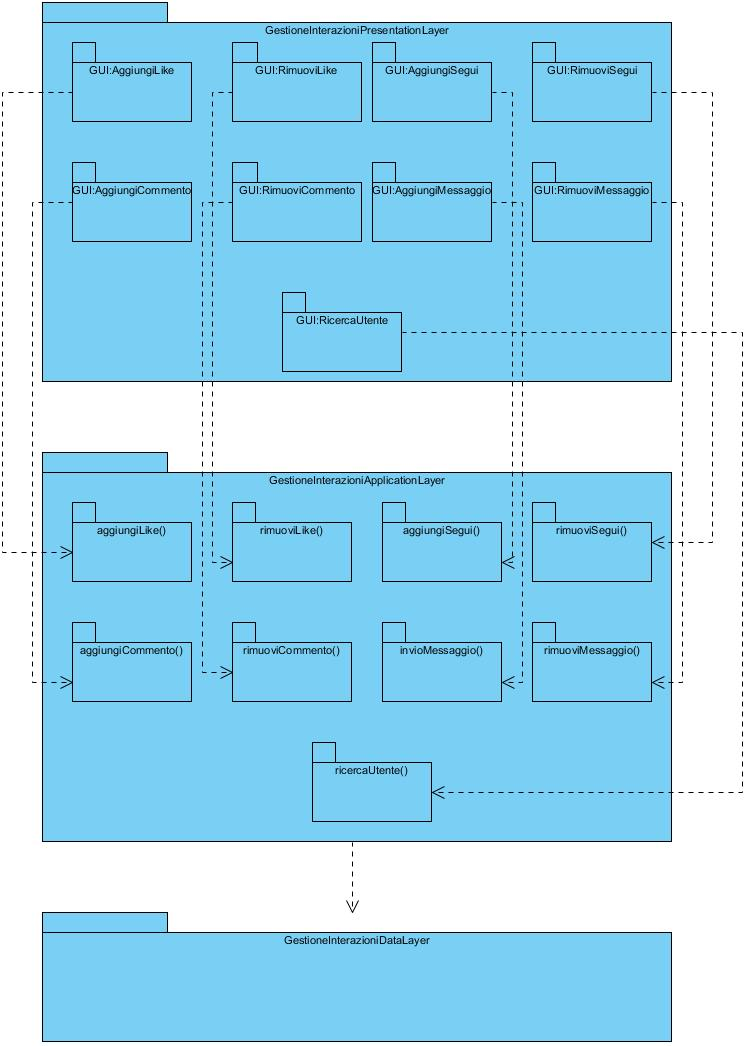 GestioneInterazioniPresentationLayer
GUI:AggiungiLike
GUI:RimuoviLike
GUI:AggiungiSegui
GUI:RimuoviSegui
GUI:AggiungiCommento
GUI:RimuoviCommento
GUI:AggiungiMessaggio
GUI:RimuoviMessaggio
GUI:RicercaUtente
GestioneInterazioniApplicationLayer
aggiungiLike()
rimuoviLike()
aggiungiSegui()
rimuoviSegui()
aggiungiCommento()
rimuoviCommento()
invioMessaggio()
rimuoviMessaggio()
ricercaUtente()
GestioneInterazioniDataLayer